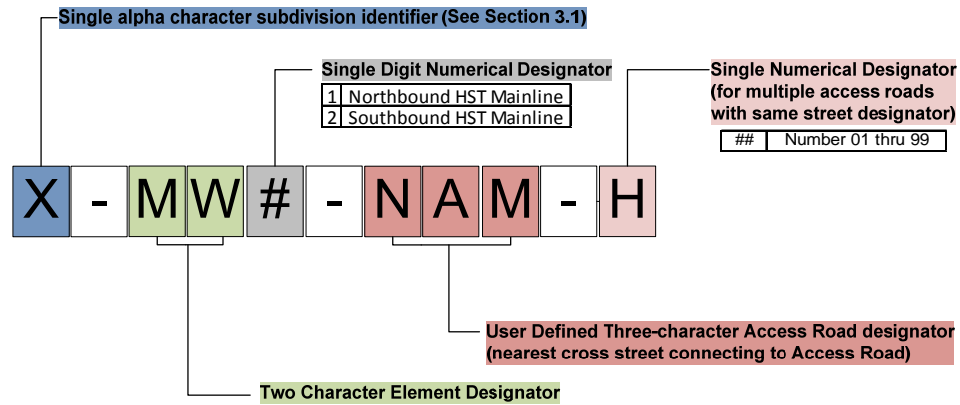 Single alpha character subdivision identifier (See Section 3.1)
Single Digit Numerical Designator
1 Northbound HST Mainline
2 Southbound HST Mainline
Single Numerical Designator
(for multiple access roads
with same street designator)
## Number 01 thru 99
X - M W # - N A M - H
User Defined Three-character Access Road designator
(nearest cross street connecting to Access Road)
Two Character Element Designator